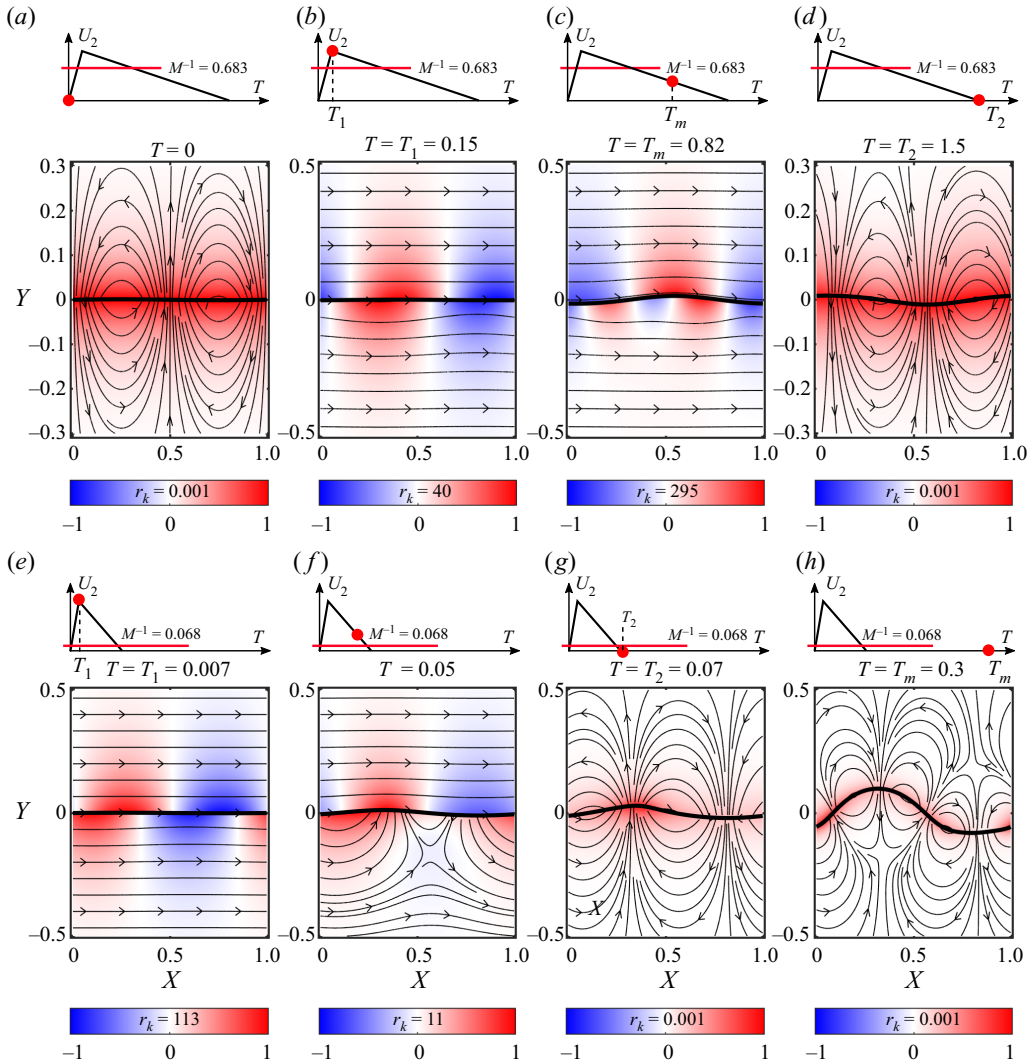 (a) (b) (c) (d)
U2 U2 U2 U2
M−1 = 0.683 M−1 = 0.683 M−1 = 0.683 M−1 = 0.683
T T T T
T1 Tm T2
T = 0 T = T1 = 0.15 T = Tm = 0.82 T = T2 = 1.5
0.3 0.5 0.5 0.3
0.2 0.2
0.1 0.1
Y 0 0 0 0
–0.1 –0.1
–0.2 –0.2
–0.3 –0.5 –0.5 –0.3
0 0.5 1.0 0 0.5 1.0 0 0.5 1.0 0 0.5 1.0
rk = 0.001 rk = 40 rk = 295 rk = 0.001
–1 0 1 –1 0 1 –1 0 1 –1 0 1
(e) (f) (g) (h)
U2 U2 U2 U2
T2
M−1 = 0.068 M−1 = 0.068 M−1 = 0.068 M−1 = 0.068
T T T T
T1 Tm
T = T1 = 0.007 T = 0.05 T = T2 = 0.07 T = Tm = 0.3
0.5 0.5 0.5 0.5
Y 0 0 0 0
X
–0.5 –0.5 –0.5 –0.5
0 0.5 1.0 0 0.5 1.0 0 0.5 1.0 0 0.5 1.0
X X X X
rk = 113 rk = 11 rk = 0.001 rk = 0.001
–1 0 1 –1 0 1 –1 0 1 –1 0 1